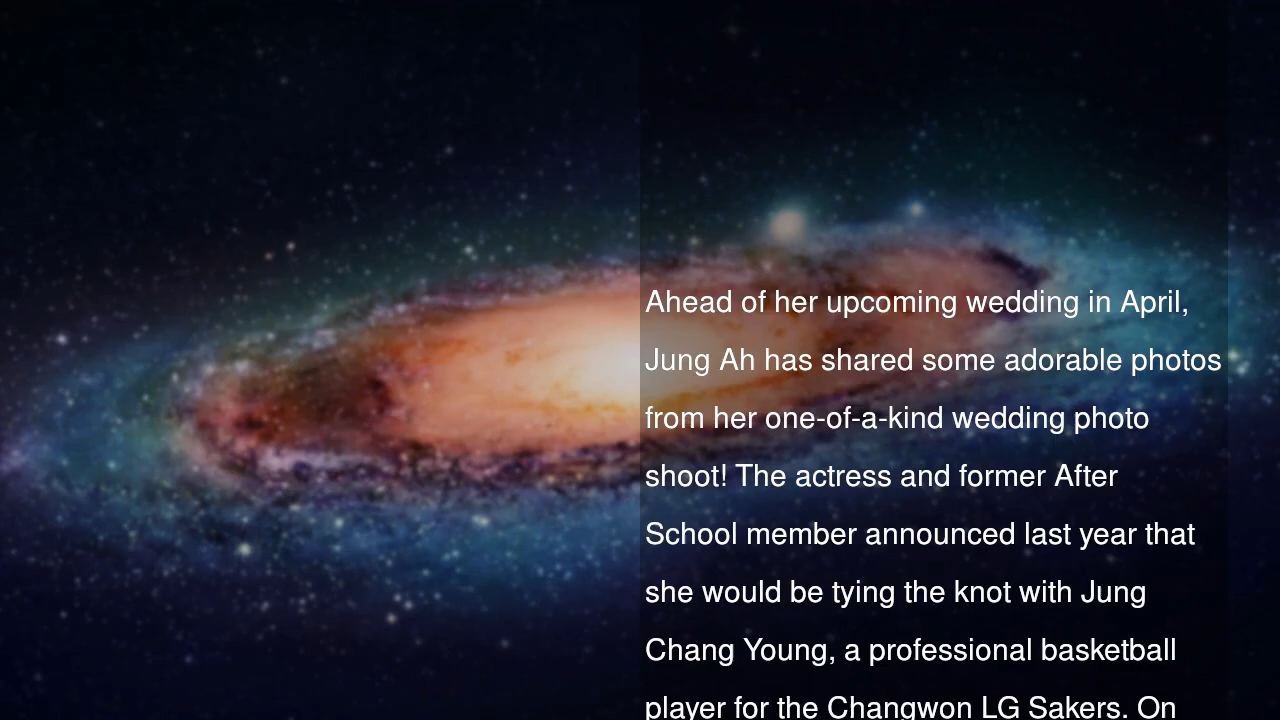 Ahead of her upcoming wedding in April,
Jung Ah has shared some adorable photos
from her one-of-a-kind wedding photo
shoot! The actress and former After
School member announced last year that
she would be tying the knot with Jung
Chang Young, a professional basketball
player for the Changwon LG Sakers. On